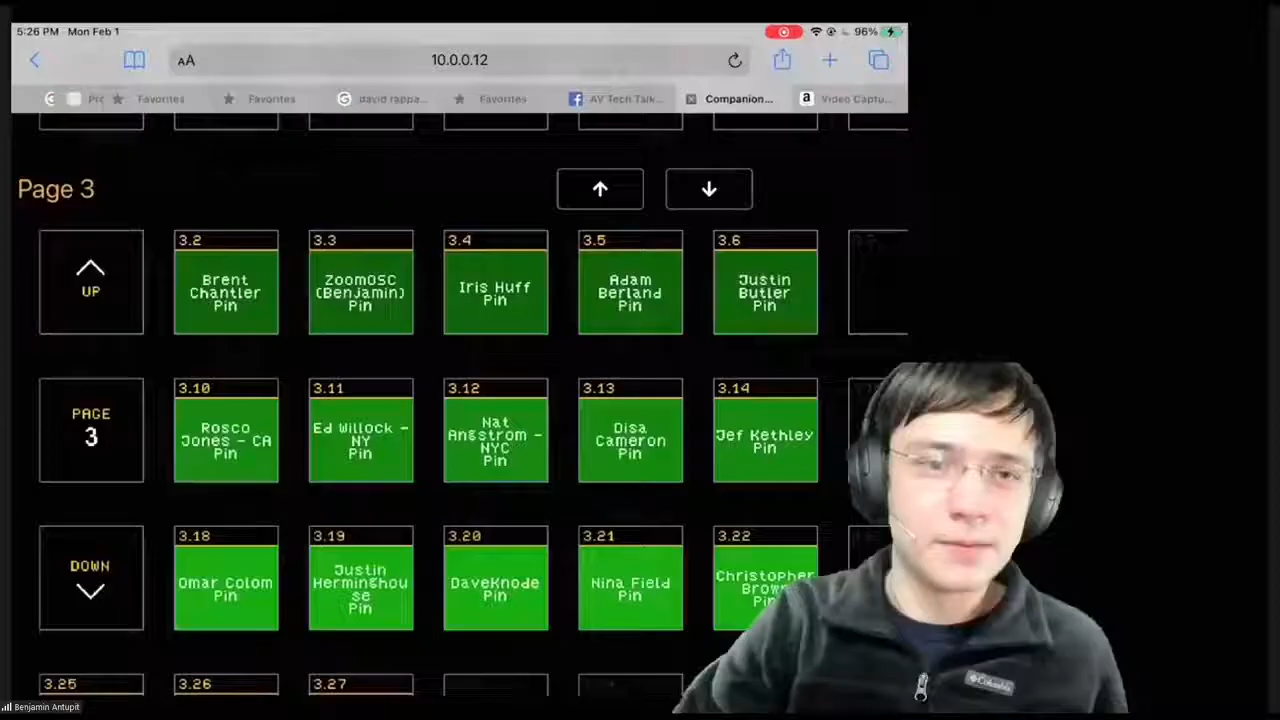 5:26 PM Mon Feb 1
96%
AA
10.0.0.12
Favorites
Favorites
david rappa...
Favorites
AV Tech Talk...
Companion...
Video Captu...
Page 3
UP
3.2
Brent
Chantler
Pin
3.3
ZoomOSC
(Benjamin)
Pin
3.4
Iris Huff
Pin
3.5
Adam
Berland
Pin
3.6
Justin
Butler
Pin
PAGE
3
3.10
Rosco
Jones - CA
Pin
3.11
Ed Willock -
NY
Pin
3.12
Nat
Angstrom -
NYC
Pin
3.13
Disa
Cameron
Pin
3.14
Jef Kethley
Pin
DOWN
3.18
Omar Colom
Pin
3.19
Justin
Herminghou
se
Pin
3.20
DaveKnode
Pin
3.21
Nina Field
Pin
3.22
Christopher
Brown
Pin
3.25
3.26
3.27
Columbia
Benjamin Antupit